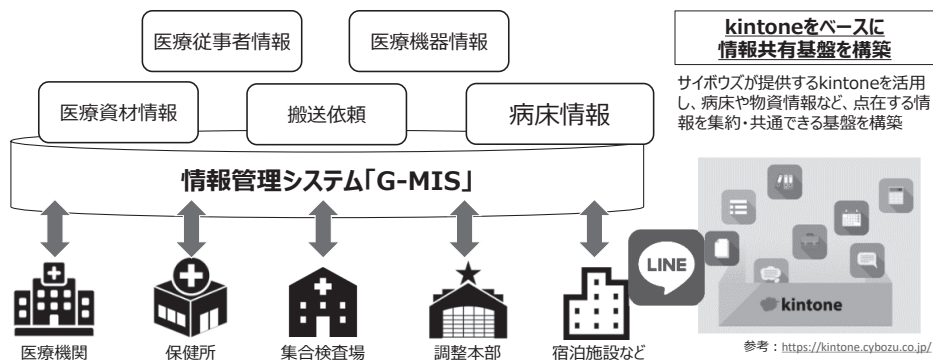 医療従事者情報
医療機器情報
医療資材情報
搬送依頼
病床情報
情報管理システム「G-MIS」
医療機関
保健所
集合検査場
調整本部
宿泊施設など
LINE
kintoneをベースに
情報共有基盤を構築
サイボウズが提供するkintoneを活用
し、病床や物資情報など、点在する情
報を集約・共通できる基盤を構築
kintone
参考：https://kintone.cybozu.co.jp/